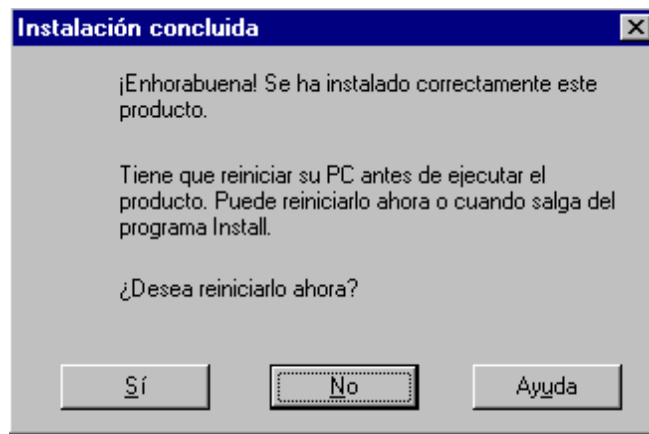 Instalación concluida
¡Enhorabuena! Se ha instalado correctamente este
producto.
Tiene que reiniciar su PC antes de ejecutar el
producto. Puede reiniciarlo ahora o cuando salga del
programa Install.
¿Desea reiniciarlo ahora?
Sí No Ayuda